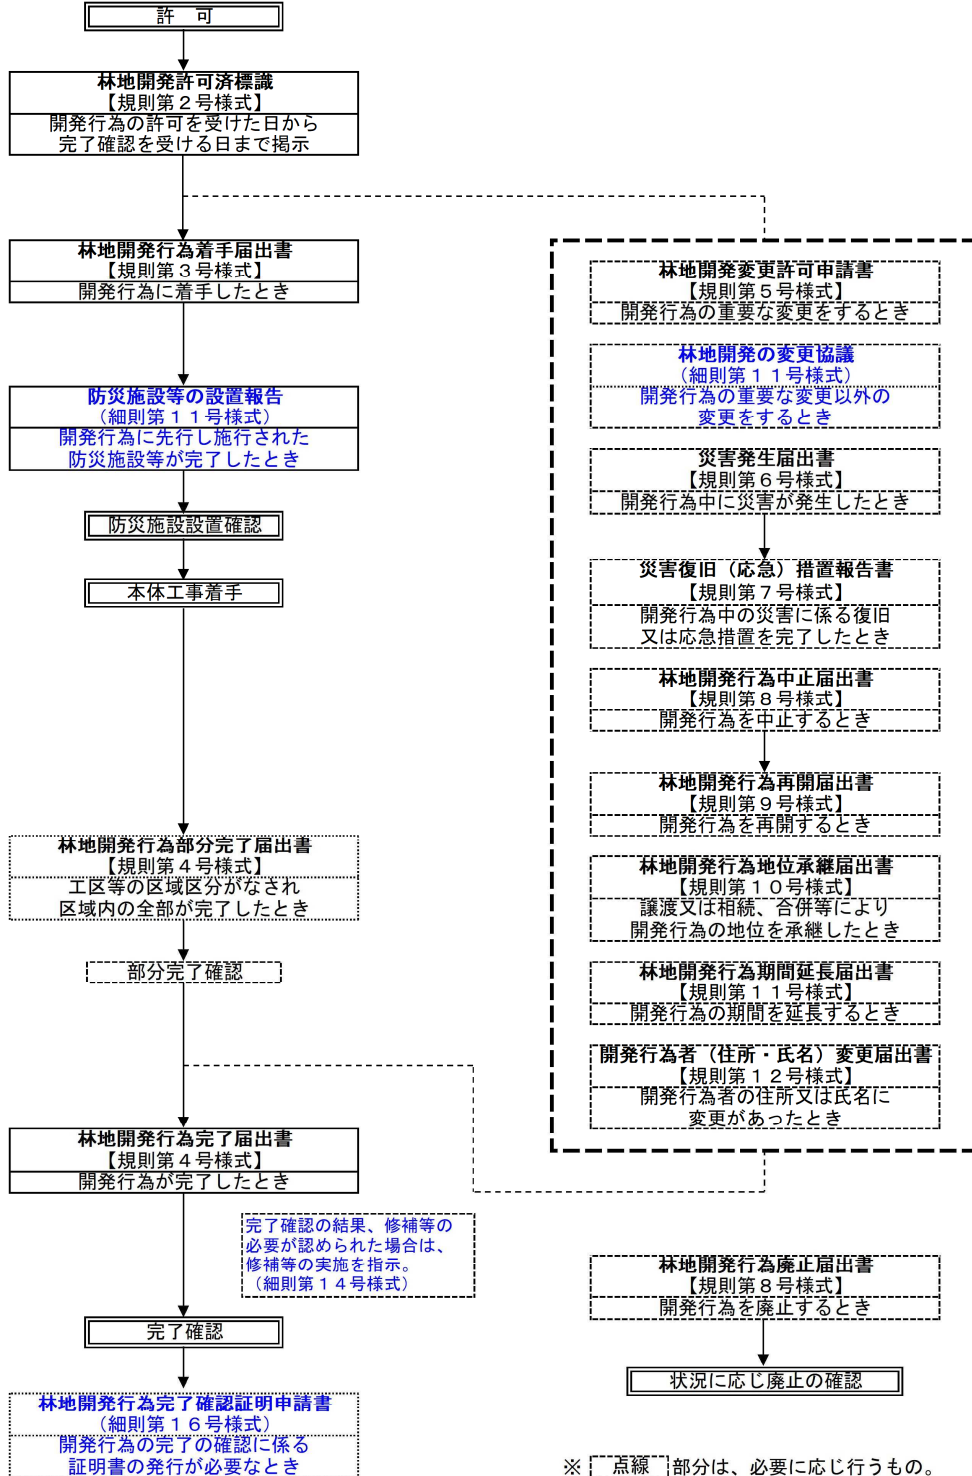 許　可
林地開発許可済標識
【規則第２号様式】
開発行為の許可を受けた日から
完了確認を受ける日まで掲示
林地開発行為着手届出書
【規則第３号様式】
開発行為に着手したとき
防災施設等の設置報告
（細則第１１号様式）
開発行為に先行し施行された
防災施設等が完了したとき
防災施設設置確認
本体工事着手
林地開発行為部分完了届出書
【規則第４号様式】
工区等の区域区分がなされ
区域内の全部が完了したとき
部分完了確認
林地開発行為完了届出書
【規則第４号様式】
開発行為が完了したとき
完了確認の結果、修補等の
必要が認められた場合は、
修補等の実施を指示。
（細則第１４号様式）
完了確認
林地開発行為完了確認証明申請書
（細則第１６号様式）
開発行為の完了の確認に係る
証明書の発行が必要なとき
林地開発変更許可申請書
【規則第５号様式】
開発行為の重要な変更をするとき
林地開発の変更協議
（細則第１１号様式）
開発行為の重要な変更以外の
変更をするとき
災害発生届出書
【規則第６号様式】
開発行為中に災害が発生したとき
災害復旧（応急）措置報告書
【規則第７号様式】
開発行為中の災害に係る復旧
又は応急措置を完了したとき
林地開発行為中止届出書
【規則第８号様式】
開発行為を中止するとき
林地開発行為再開届出書
【規則第９号様式】
開発行為を再開するとき
林地開発行為地位承継届出書
【規則第１０号様式】
譲渡又は相続、合併等により
開発行為の地位を承継したとき
林地開発行為期間延長届出書
【規則第１１号様式】
開発行為の期間を延長するとき
開発行為者（住所・氏名）変更届出書
【規則第１２号様式】
開発行為者の住所又は氏名に
変更があったとき
林地開発行為廃止届出書
【規則第８号様式】
開発行為を廃止するとき
状況に応じ廃止の確認
※ 点線 部分は、必要に応じ行うもの。